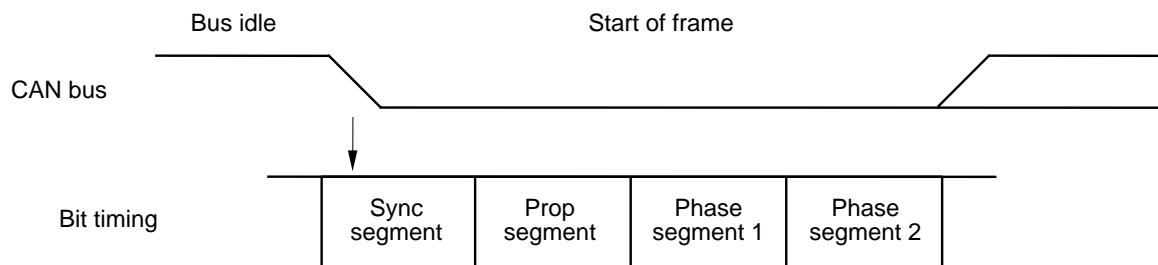 Bus idle
Start of frame
CAN bus
Bit timing
Sync
segment
Prop
segment
Phase
segment 1
Phase
segment 2